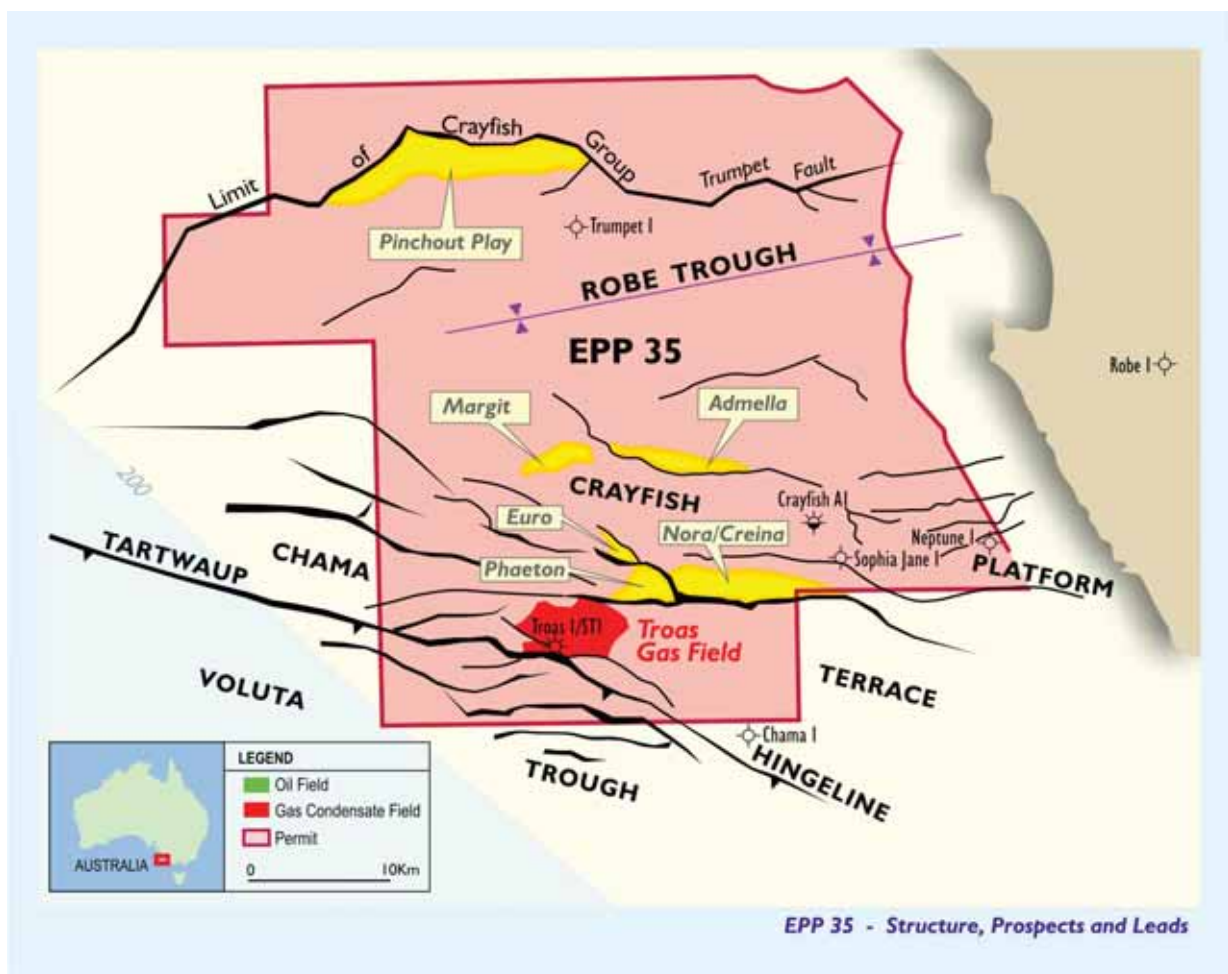 Limit of Crayfish Group
Trumpet Fault
Pinchout Play
Trumpet 1
ROBE TROUGH
EPP 35
Robe 1
Margit
Admella
200
CRAYFISH
Crayfish A1
Euro
Nora/Creina
Neptune 1
Sophia Jane 1
PLATFORM
TARTWAUP
CHAMA
Phaeton
Troas 1/ST1
Troas
Gas Field
VOLUTA
TERRACE
Chama 1
HINGELINE
TROUGH
LEGEND
Oil Field
Gas Condensate Field
Permit
0 10Km
AUSTRALIA
EPP 35 - Structure, Prospects and Leads